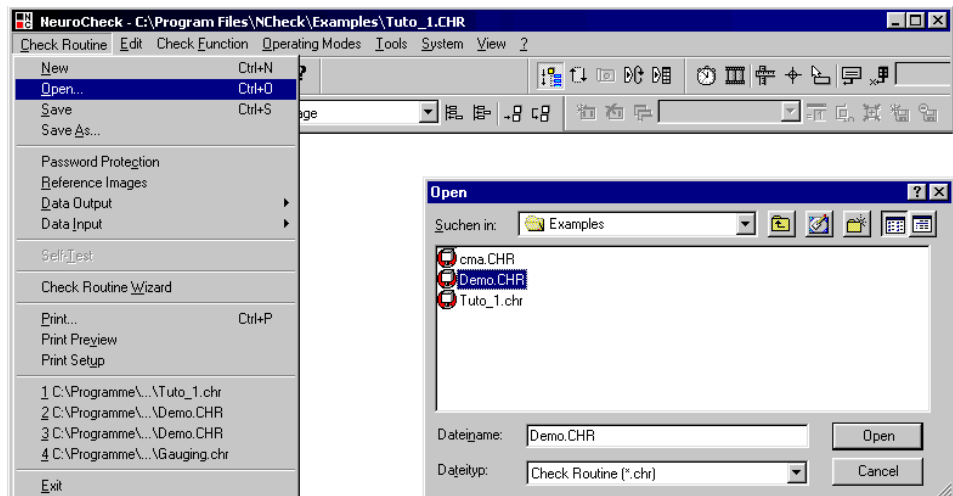 NeuroCheck - C:\Program Files\NCheck\Examples\Tuto_1.CHR
Check Routine Edit Check Function Operating Modes Tools System View ?
New Ctrl+N
Open... Ctrl+O
Save Ctrl+S
Save As...
Password Protection
Reference Images
Data Output
Data Input
Self-Test
Check Routine Wizard
Print... Ctrl+P
Print Preview
Print Setup
1 C:\Programme\...\Tuto_1.chr
2 C:\Programme\...\Demo.CHR
3 C:\Programme\...\Demo.CHR
4 C:\Programme\...\Gauging.chr
Exit
Open
Suchen in: Examples
cma.CHR
Demo.CHR
Tuto_1.chr
Dateiname: Demo.CHR Open
Dateityp: Check Routine (*.chr) Cancel